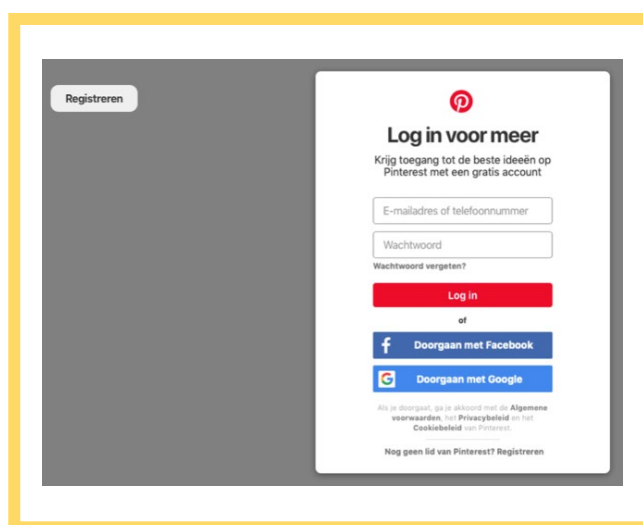 Registreren
Log in voor meer
Krijg toegang tot de beste ideeën op
Pinterest met een gratis account
E-mailadres of telefoonnummer
Wachtwoord
Wachtwoord vergeten?
Log in
of
Doorgaan met Facebook
Doorgaan met Google
Als je doorgaat, ga je akkoord met de Algemene
voorwaarden, het Privacybeleid en het
Cookiebeleid van Pinterest.
Nog geen lid van Pinterest? Registreren